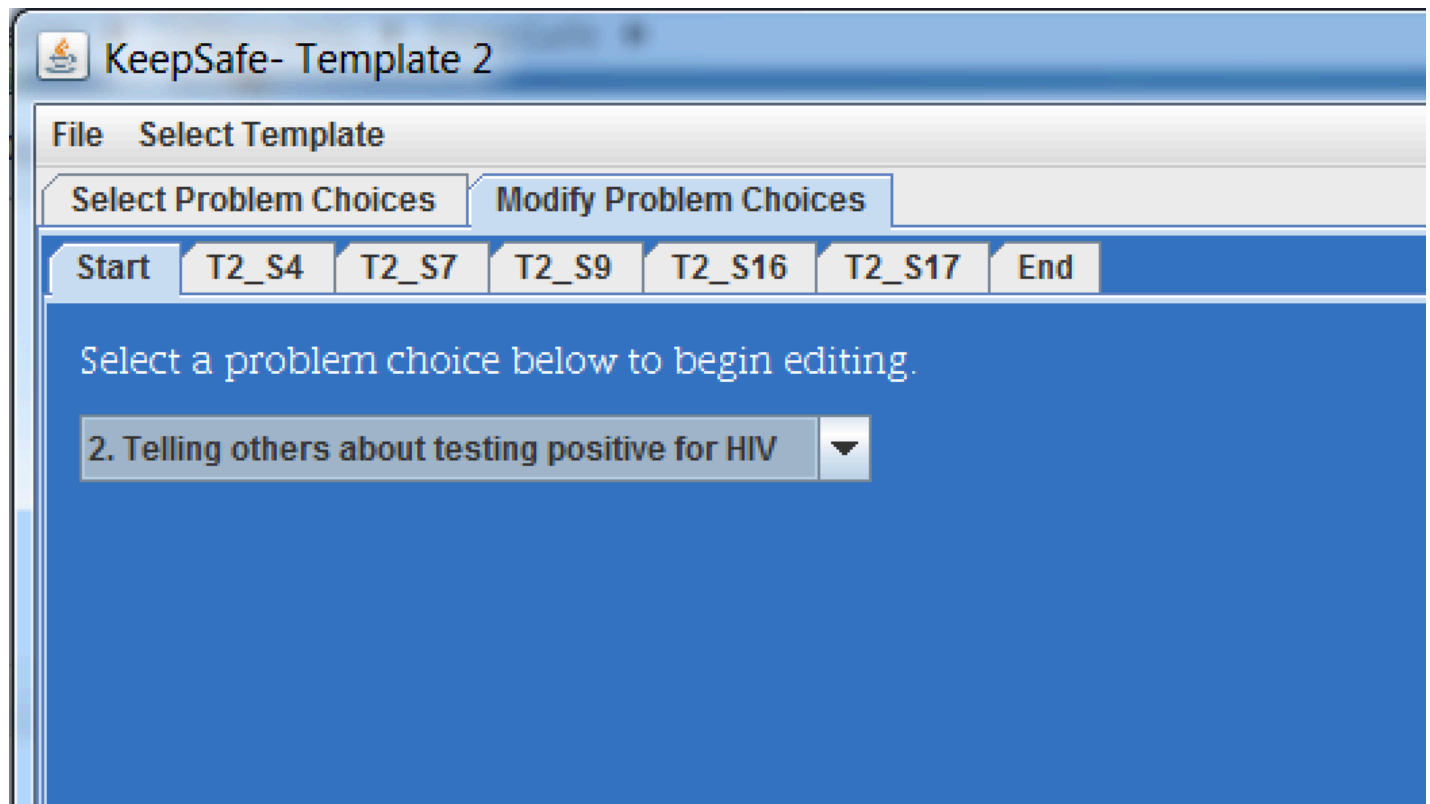 KeepSafe- Template 2
File Select Template
Select Problem Choices Modify Problem Choices
Start T2_S4 T2_S7 T2_S9 T2_S16 T2_S17 End
Select a problem choice below to begin editing.
2. Telling others about testing positive for HIV